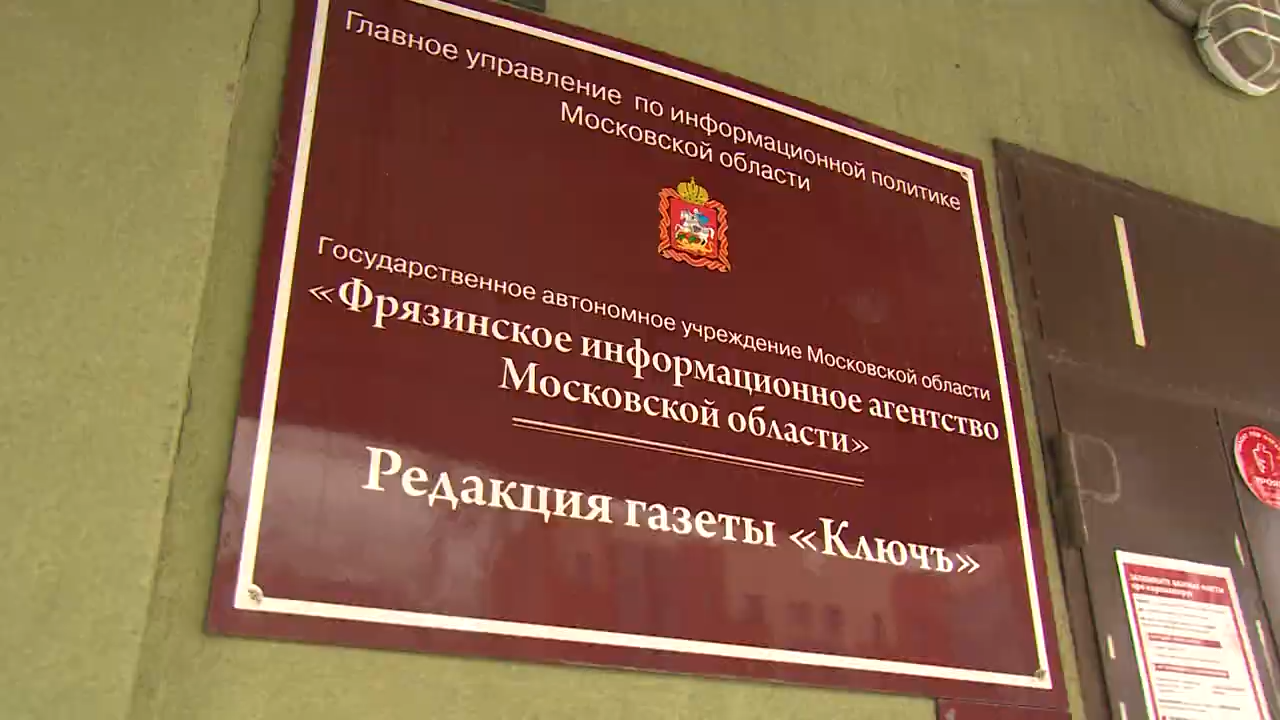 Главное управление по информационной политике
Московской области
Государственное автономное учреждение Московской области
«Фрязинское информационное агентство
Московской области»
Редакция газеты «Ключъ»